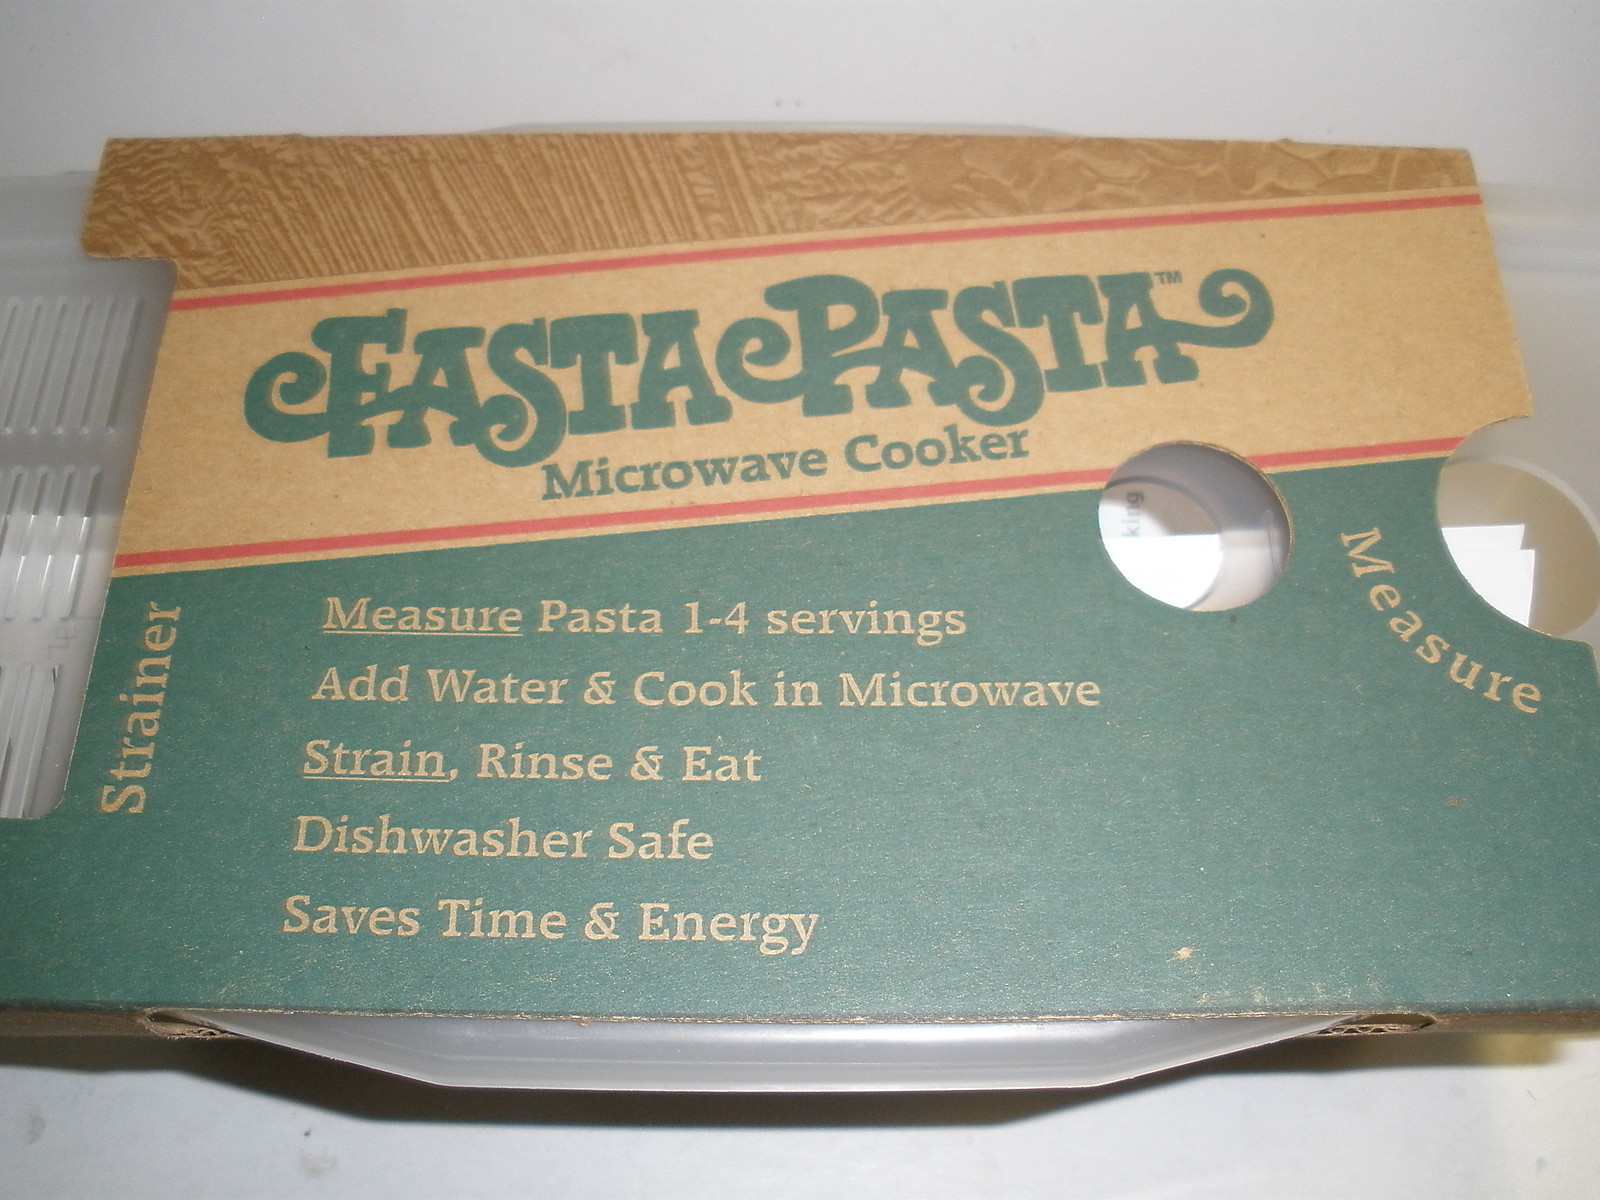 FASTA PASTA™
Microwave Cooker
king
Measure
Strainer
Measure Pasta 1-4 servings
Add Water & Cook in Microwave
Strain, Rinse & Eat
Dishwasher Safe
Saves Time & Energy